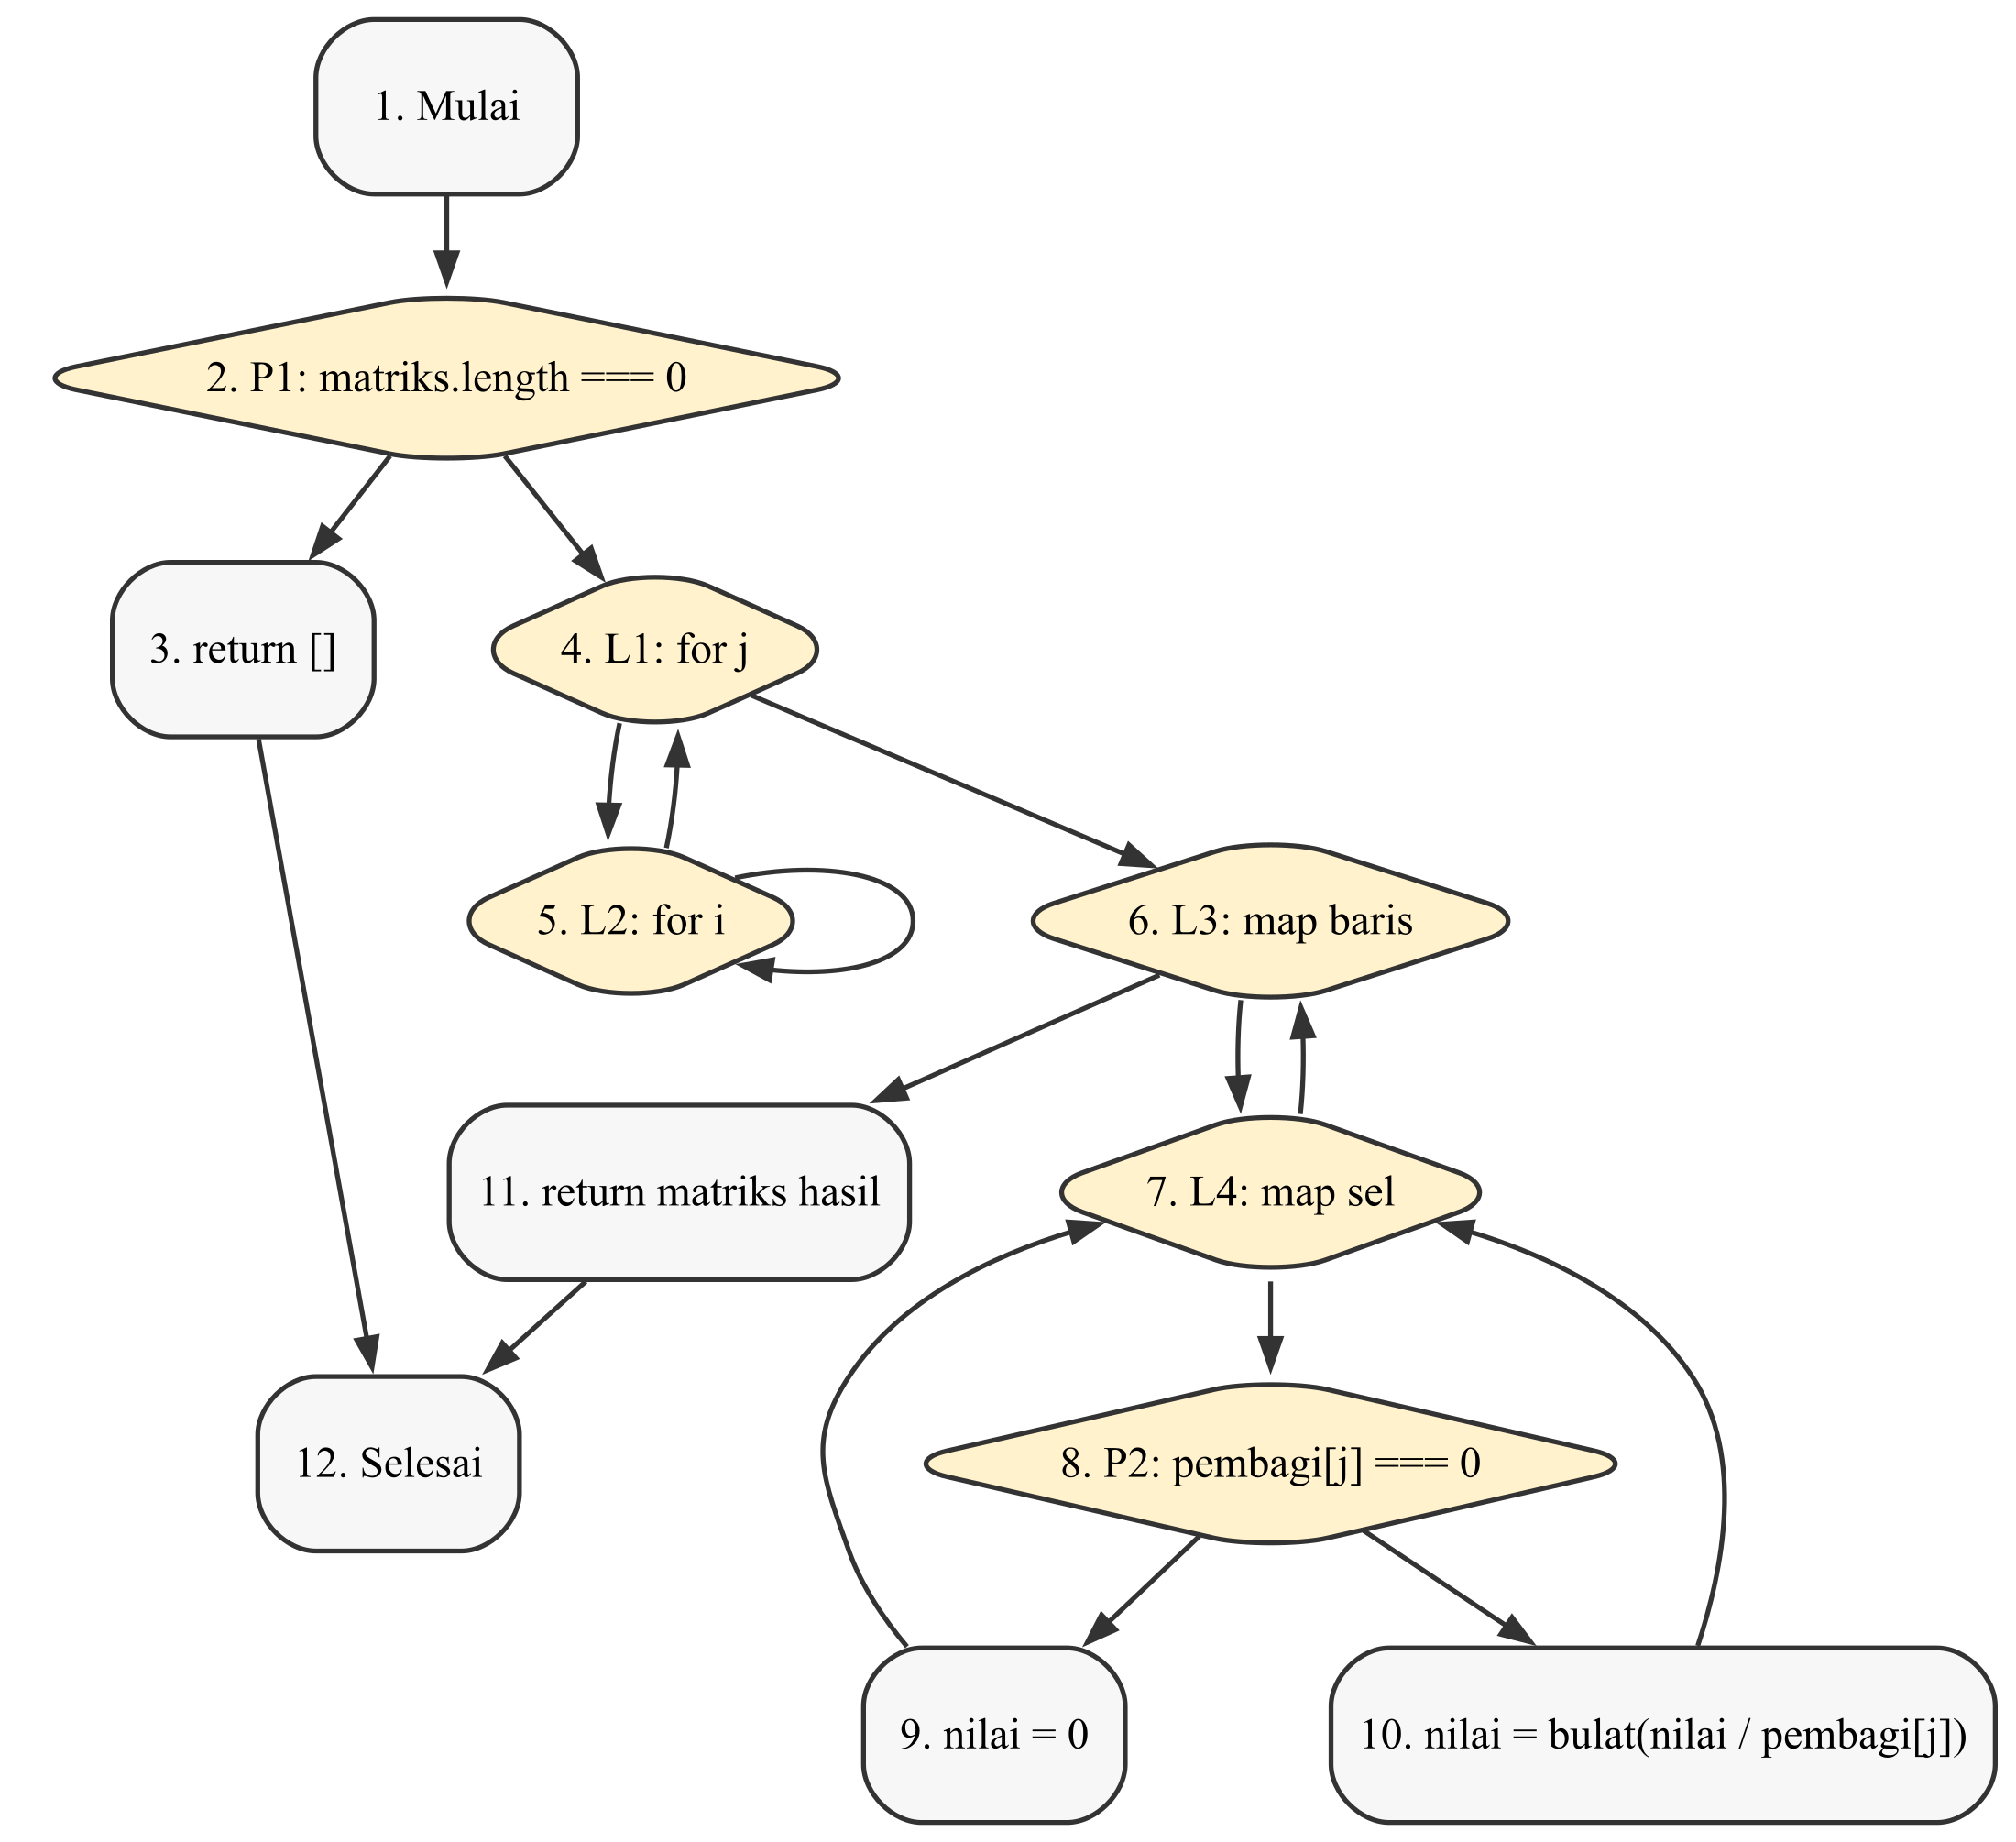 1. Mulai
2. P1: matriks.length === 0
3. return []
4. L1: for j
5. L2: for i
6. L3: map baris
11. return matriks hasil
7. L4: map sel
12. Selesai
8. P2: pembagi[j] === 0
9. nilai = 0
10. nilai = bulat(nilai / pembagi[j])